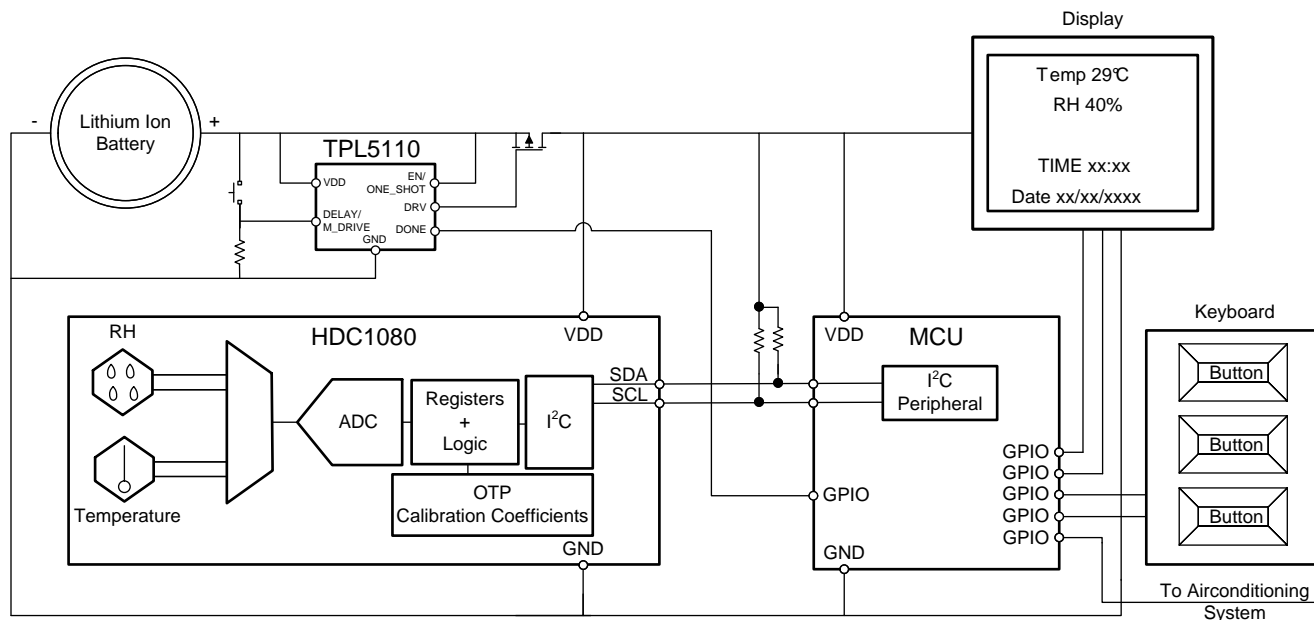 Display
Temp 29℃
RH 40%
TIME xx:xx
Date xx/xx/xxxx
-
Lithium Ion
Battery
+
TPL5110
VDD
EN/
ONE_SHOT
DRV
DELAY/
M_DRIVE
DONE
GND
RH
HDC1080
VDD
ADC
Registers
+
Logic
I²C
SDA
SCL
Temperature
OTP
Calibration Coefficients
GND
VDD
MCU
I²C
Peripheral
GPIO
GPIO
GPIO
GPIO
GPIO
GPIO
GND
Keyboard
Button
Button
Button
To Airconditioning
System